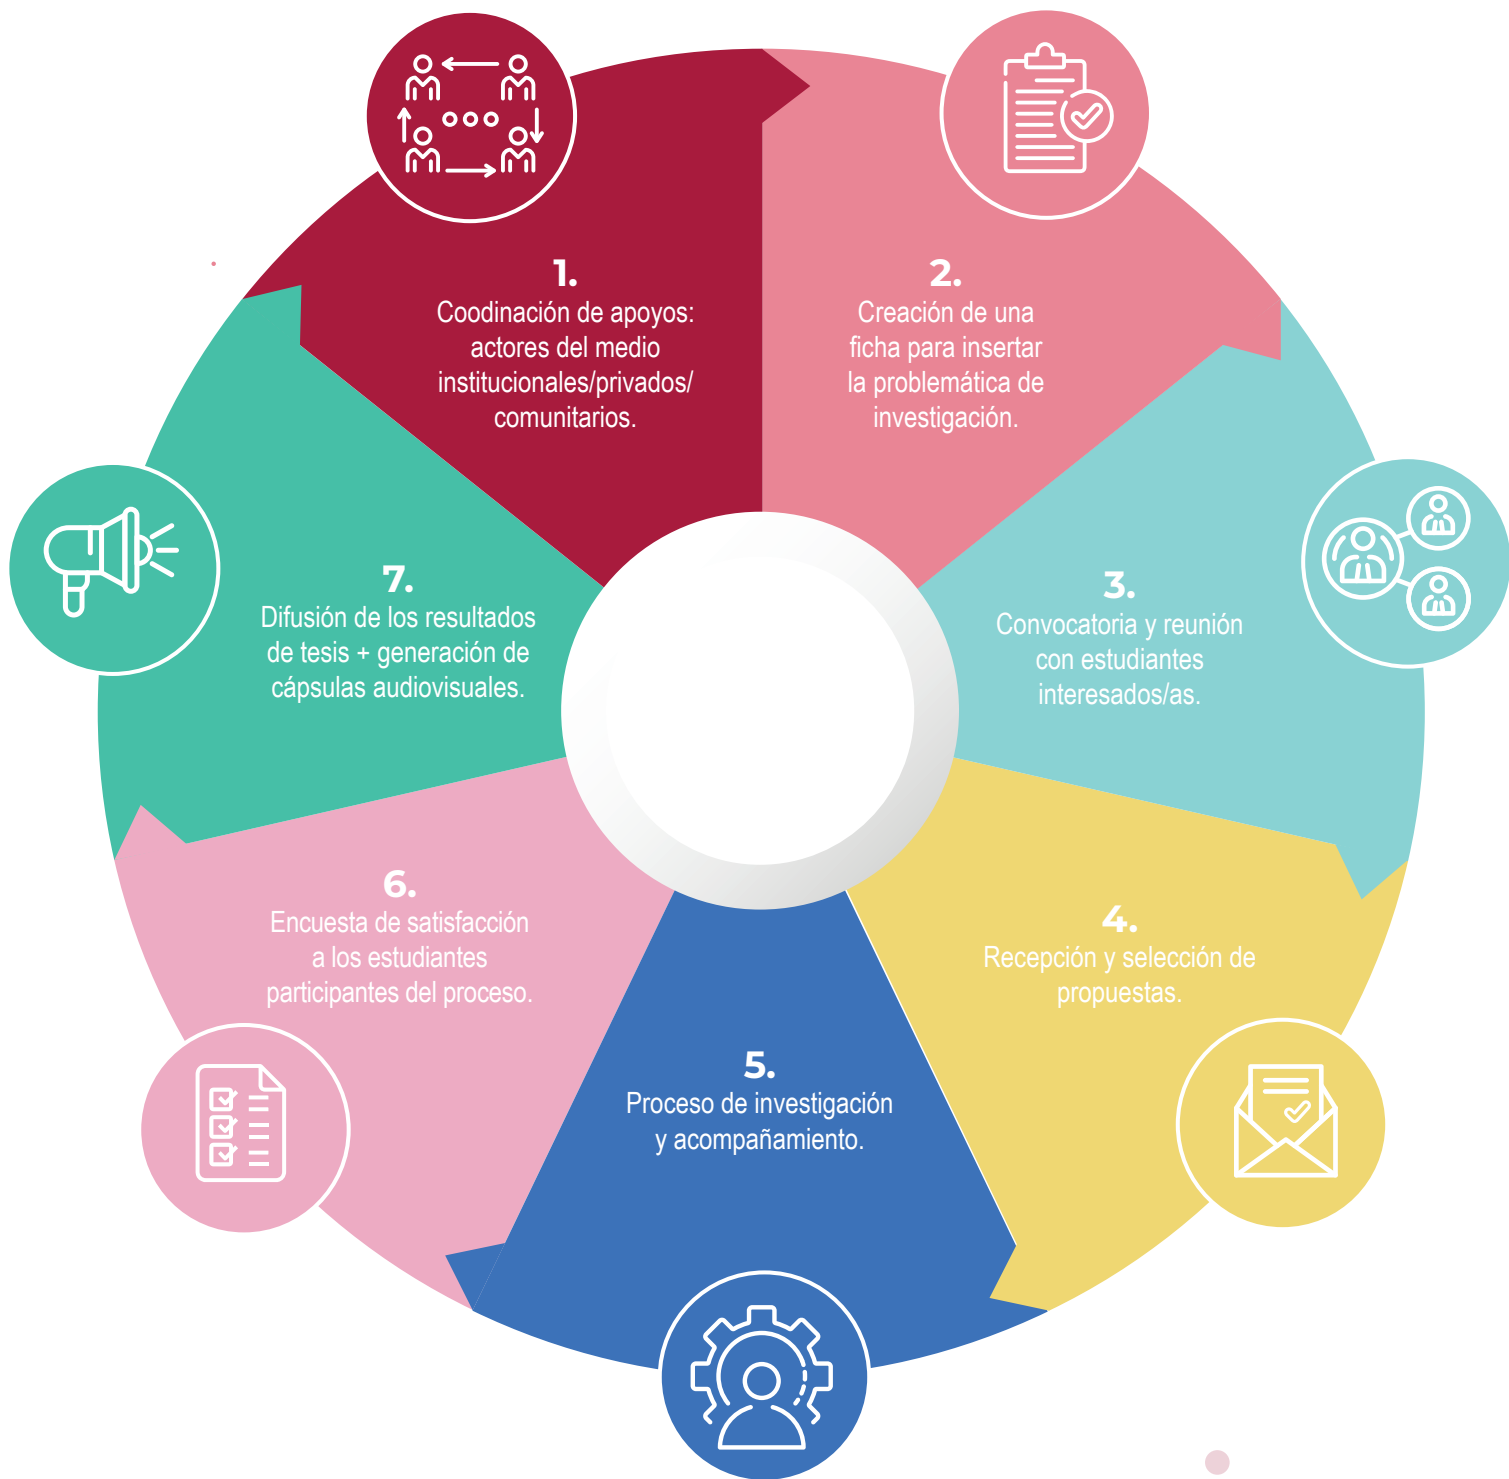 1.
Coodinación de apoyos:
actores del medio
institucionales/privados/
comunitarios.
2.
Creación de una
ficha para insertar
la problemática de
investigación.
3.
Convocatoria y reunión
con estudiantes
interesados/as.
4.
Recepción y selección de
propuestas.
5.
Proceso de investigación
y acompañamiento.
6.
Encuesta de satisfacción
a los estudiantes
participantes del proceso.
7.
Difusión de los resultados
de tesis + generación de
cápsulas audiovisuales.